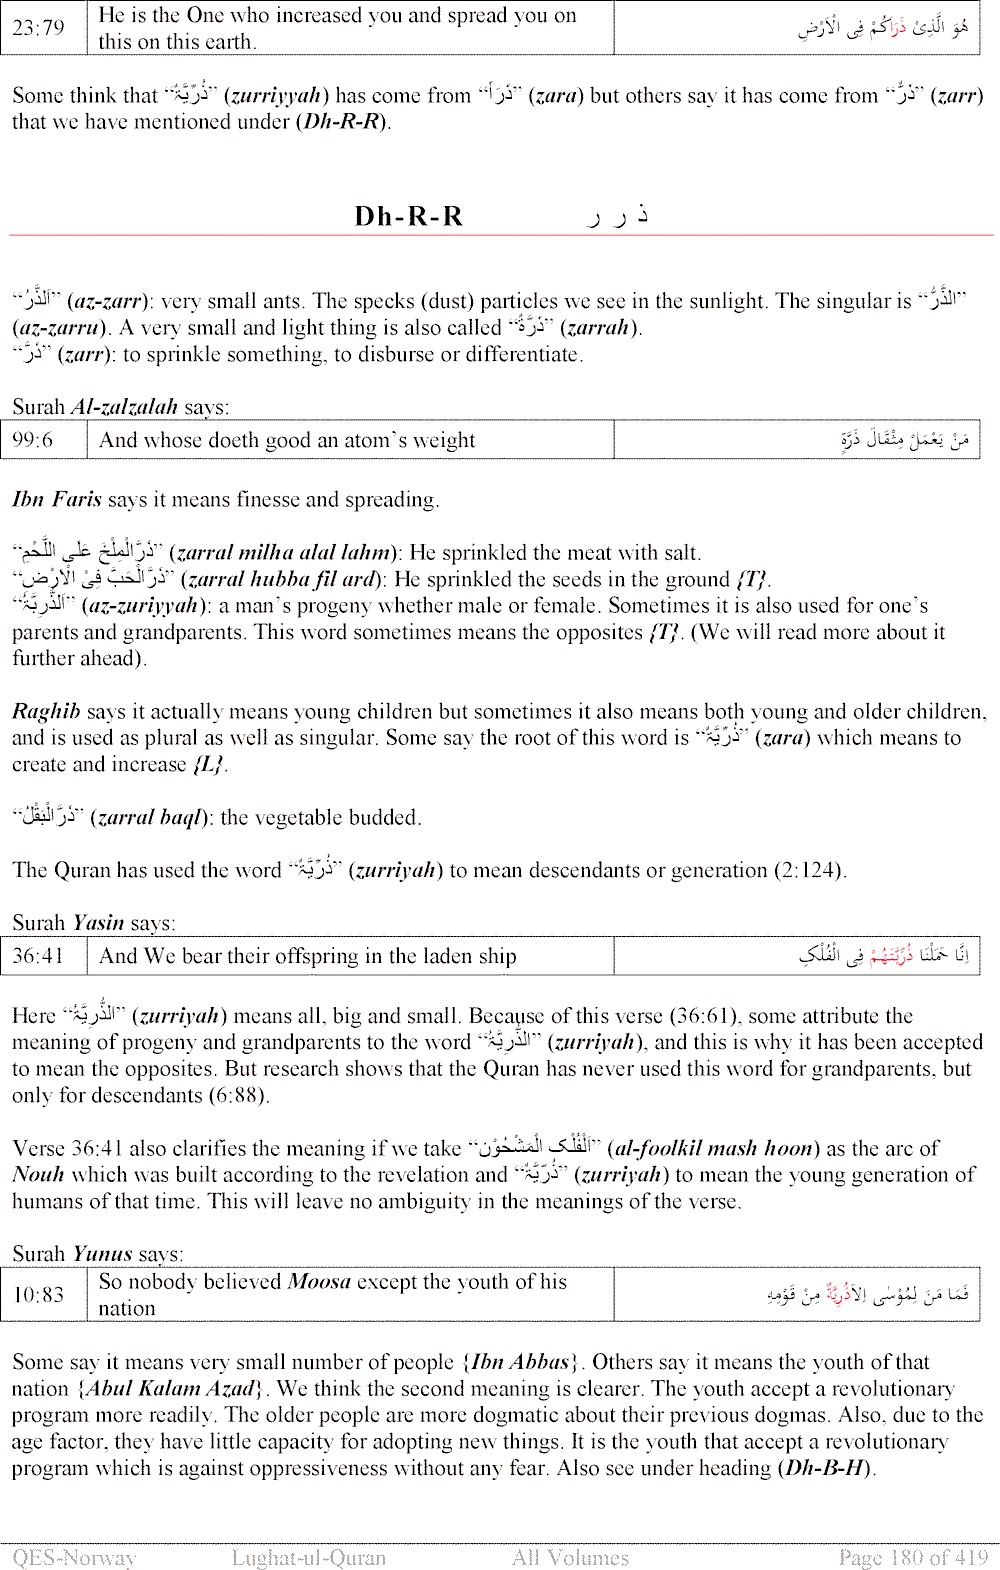 23:79 He is the One who increased you and spread you on هُوَ الَّذِیْ ذَرَاَكُمْ فِی الْاَرْضِ
this on this earth.
Some think that “ذُرِّيَّةٌ” (zurriyyah) has come from “ذَرَأَ” (zara) but others say it has come from “ذَرٌّ” (zarr)
that we have mentioned under (Dh-R-R).
Dh-R-R ذ ر ر
“اَلذَّرُ” (az-zarr): very small ants. The specks (dust) particles we see in the sunlight. The singular is “الذَّرُّ”
(az-zarru). A very small and light thing is also called “ذَرَّةٌ” (zarrah).
“ذَرَّ” (zarr): to sprinkle something, to disburse or differentiate.
Surah Al-zalzalah says:
99:6 And whose doeth good an atom’s weight مَنْ يَعْمَلْ مِثْقَالَ ذَرَّةٍ
Ibn Faris says it means finesse and spreading.
“ذَرَّالْمِلْحَ عَلَی اللَّحْمِ” (zarral milha alal lahm): He sprinkled the meat with salt.
“ذَرَّالْحَبَّ فِیْ الْاَرْضِ” (zarral hubba fil ard): He sprinkled the seeds in the ground {T}.
“اَلذُّرِيَّةُ” (az-zuriyyah): a man’s progeny whether male or female. Sometimes it is also used for one’s
parents and grandparents. This word sometimes means the opposites {T}. (We will read more about it
further ahead).
Raghib says it actually means young children but sometimes it also means both young and older children,
and is used as plural as well as singular. Some say the root of this word is “ذُرِّيَّةٌ” (zara) which means to
create and increase {L}.
“ذَرَّالْبَقْلُ” (zarral baql): the vegetable budded.
The Quran has used the word “ذُرِّيَّةٌ” (zurriyah) to mean descendants or generation (2:124).
Surah Yasin says:
36:41 And We bear their offspring in the laden ship اِنَّا حَمَلْنَا ذُرِّيَّتَهُمْ فِی الْفُلْکِ
Here “الذُّرِيَّةُ” (zurriyah) means all, big and small. Because of this verse (36:61), some attribute the
meaning of progeny and grandparents to the word “الذُّرِيَّةُ” (zurriyah), and this is why it has been accepted
to mean the opposites. But research shows that the Quran has never used this word for grandparents, but
only for descendants (6:88).
Verse 36:41 also clarifies the meaning if we take “اَلْفُلْکِ الْمَشْحُوْن” (al-foolkil mash hoon) as the arc of
Nouh which was built according to the revelation and “ذُرِّيَّةٌ” (zurriyah) to mean the young generation of
humans of that time. This will leave no ambiguity in the meanings of the verse.
Surah Yunus says:
10:83 So nobody believed Moosa except the youth of his فَمَا مَنَ لِمُوْسٰی اِلاَّذُرِيَّةٌ مِنْ قَوْمِهِ
nation
Some say it means very small number of people {Ibn Abbas}. Others say it means the youth of that
nation {Abul Kalam Azad}. We think the second meaning is clearer. The youth accept a revolutionary
program more readily. The older people are more dogmatic about their previous dogmas. Also, due to the
age factor, they have little capacity for adopting new things. It is the youth that accept a revolutionary
program which is against oppressiveness without any fear. Also see under heading (Dh-B-H).
QES-Norway Lughat-ul-Quran All Volumes Page 180 of 419